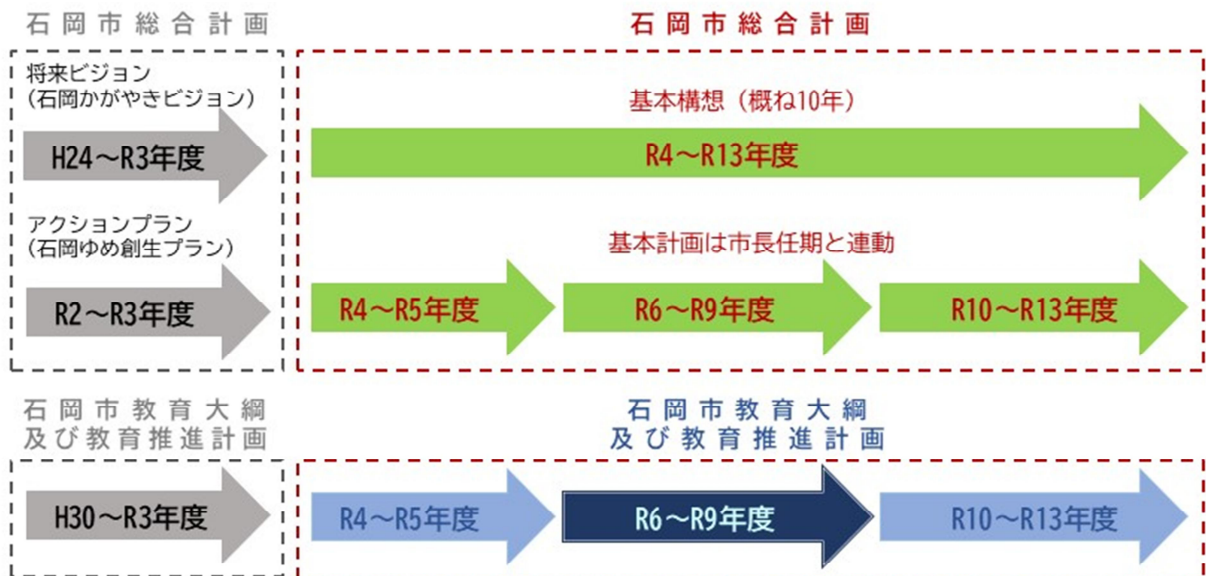 石岡市総合計画
石岡市総合計画
将来ビジョン
（石岡かがやきビジョン）
H24～R3年度
基本構想（概ね10年）
R4～R13年度
アクションプラン
（石岡ゆめ創生プラン）
R2～R3年度
基本計画は市長任期と連動
R4～R5年度
R6～R9年度
R10～R13年度
石岡市教育大綱
及び教育推進計画
石岡市教育大綱
及び教育推進計画
H30～R3年度
R4～R5年度
R6～R9年度
R10～R13年度